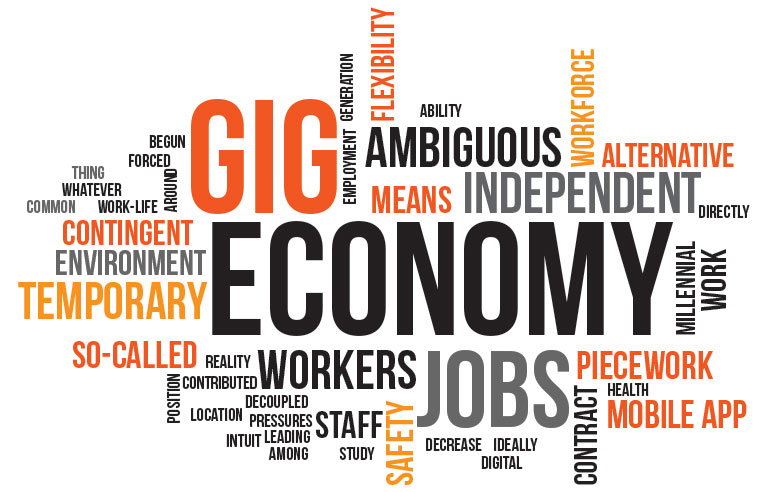 FLEXIBILITY
GENERATION
WORKFORCE
GIG
ABILITY
BEGUN
EMPLOYMENT
AMBIGUOUS
ALTERNATIVE
FORCED
THING
AROUND
WHATEVER
MEANS
INDEPENDENT
COMMON
WORK-LIFE
DIRECTLY
CONTINGENT
ECONOMY
ENVIRONMENT
MILLENNIAL
WORK
TEMPORARY
SO-CALLED
REALITY
WORKERS
JOBS
PIECEWORK
POSITION
CONTRIBUTED
HEALTH
CONTRACT
DECOUPLED
MOBILE APP
LOCATION
PRESSURES
STAFF
SAFETY
INTUIT
LEADING
DECREASE
IDEALLY
AMONG
STUDY
DIGITAL